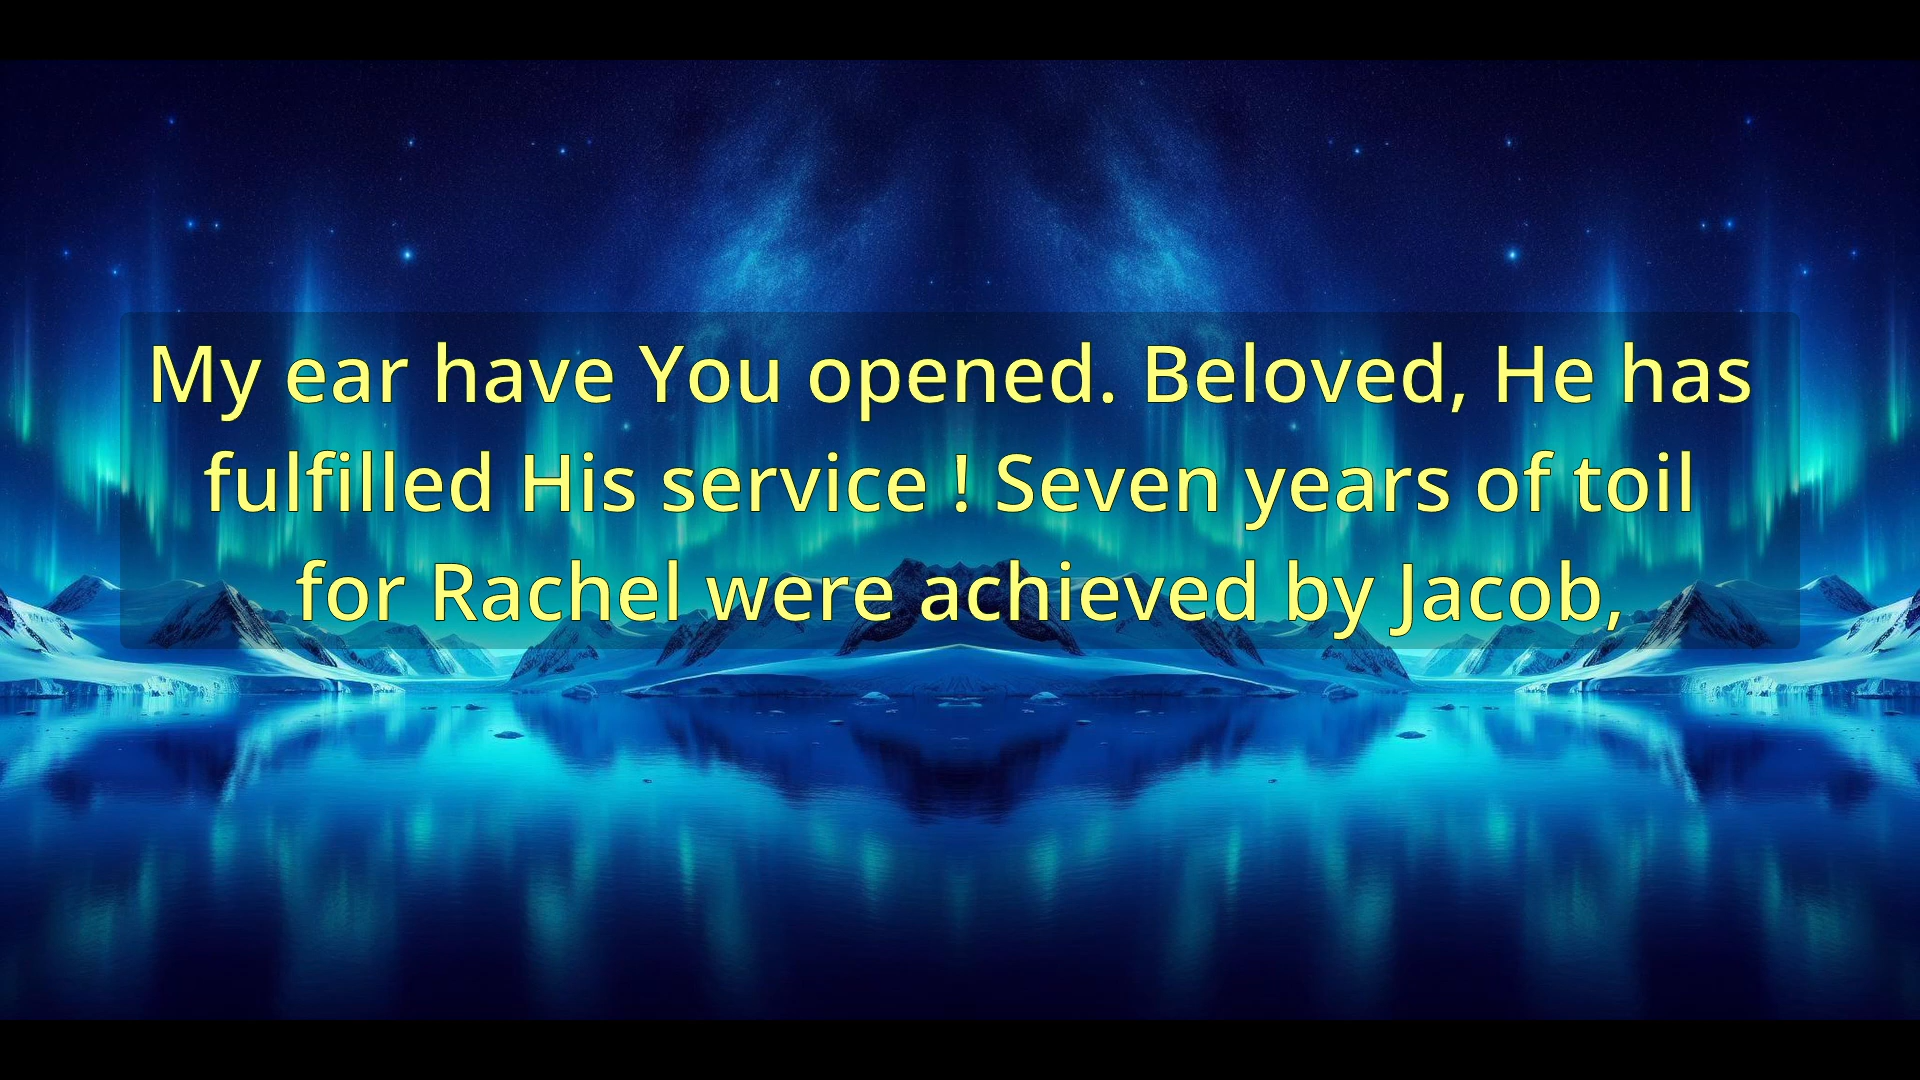 My ear have You opened. Beloved, He has
fulfilled His service ! Seven years of toil
for Rachel were achieved by Jacob,